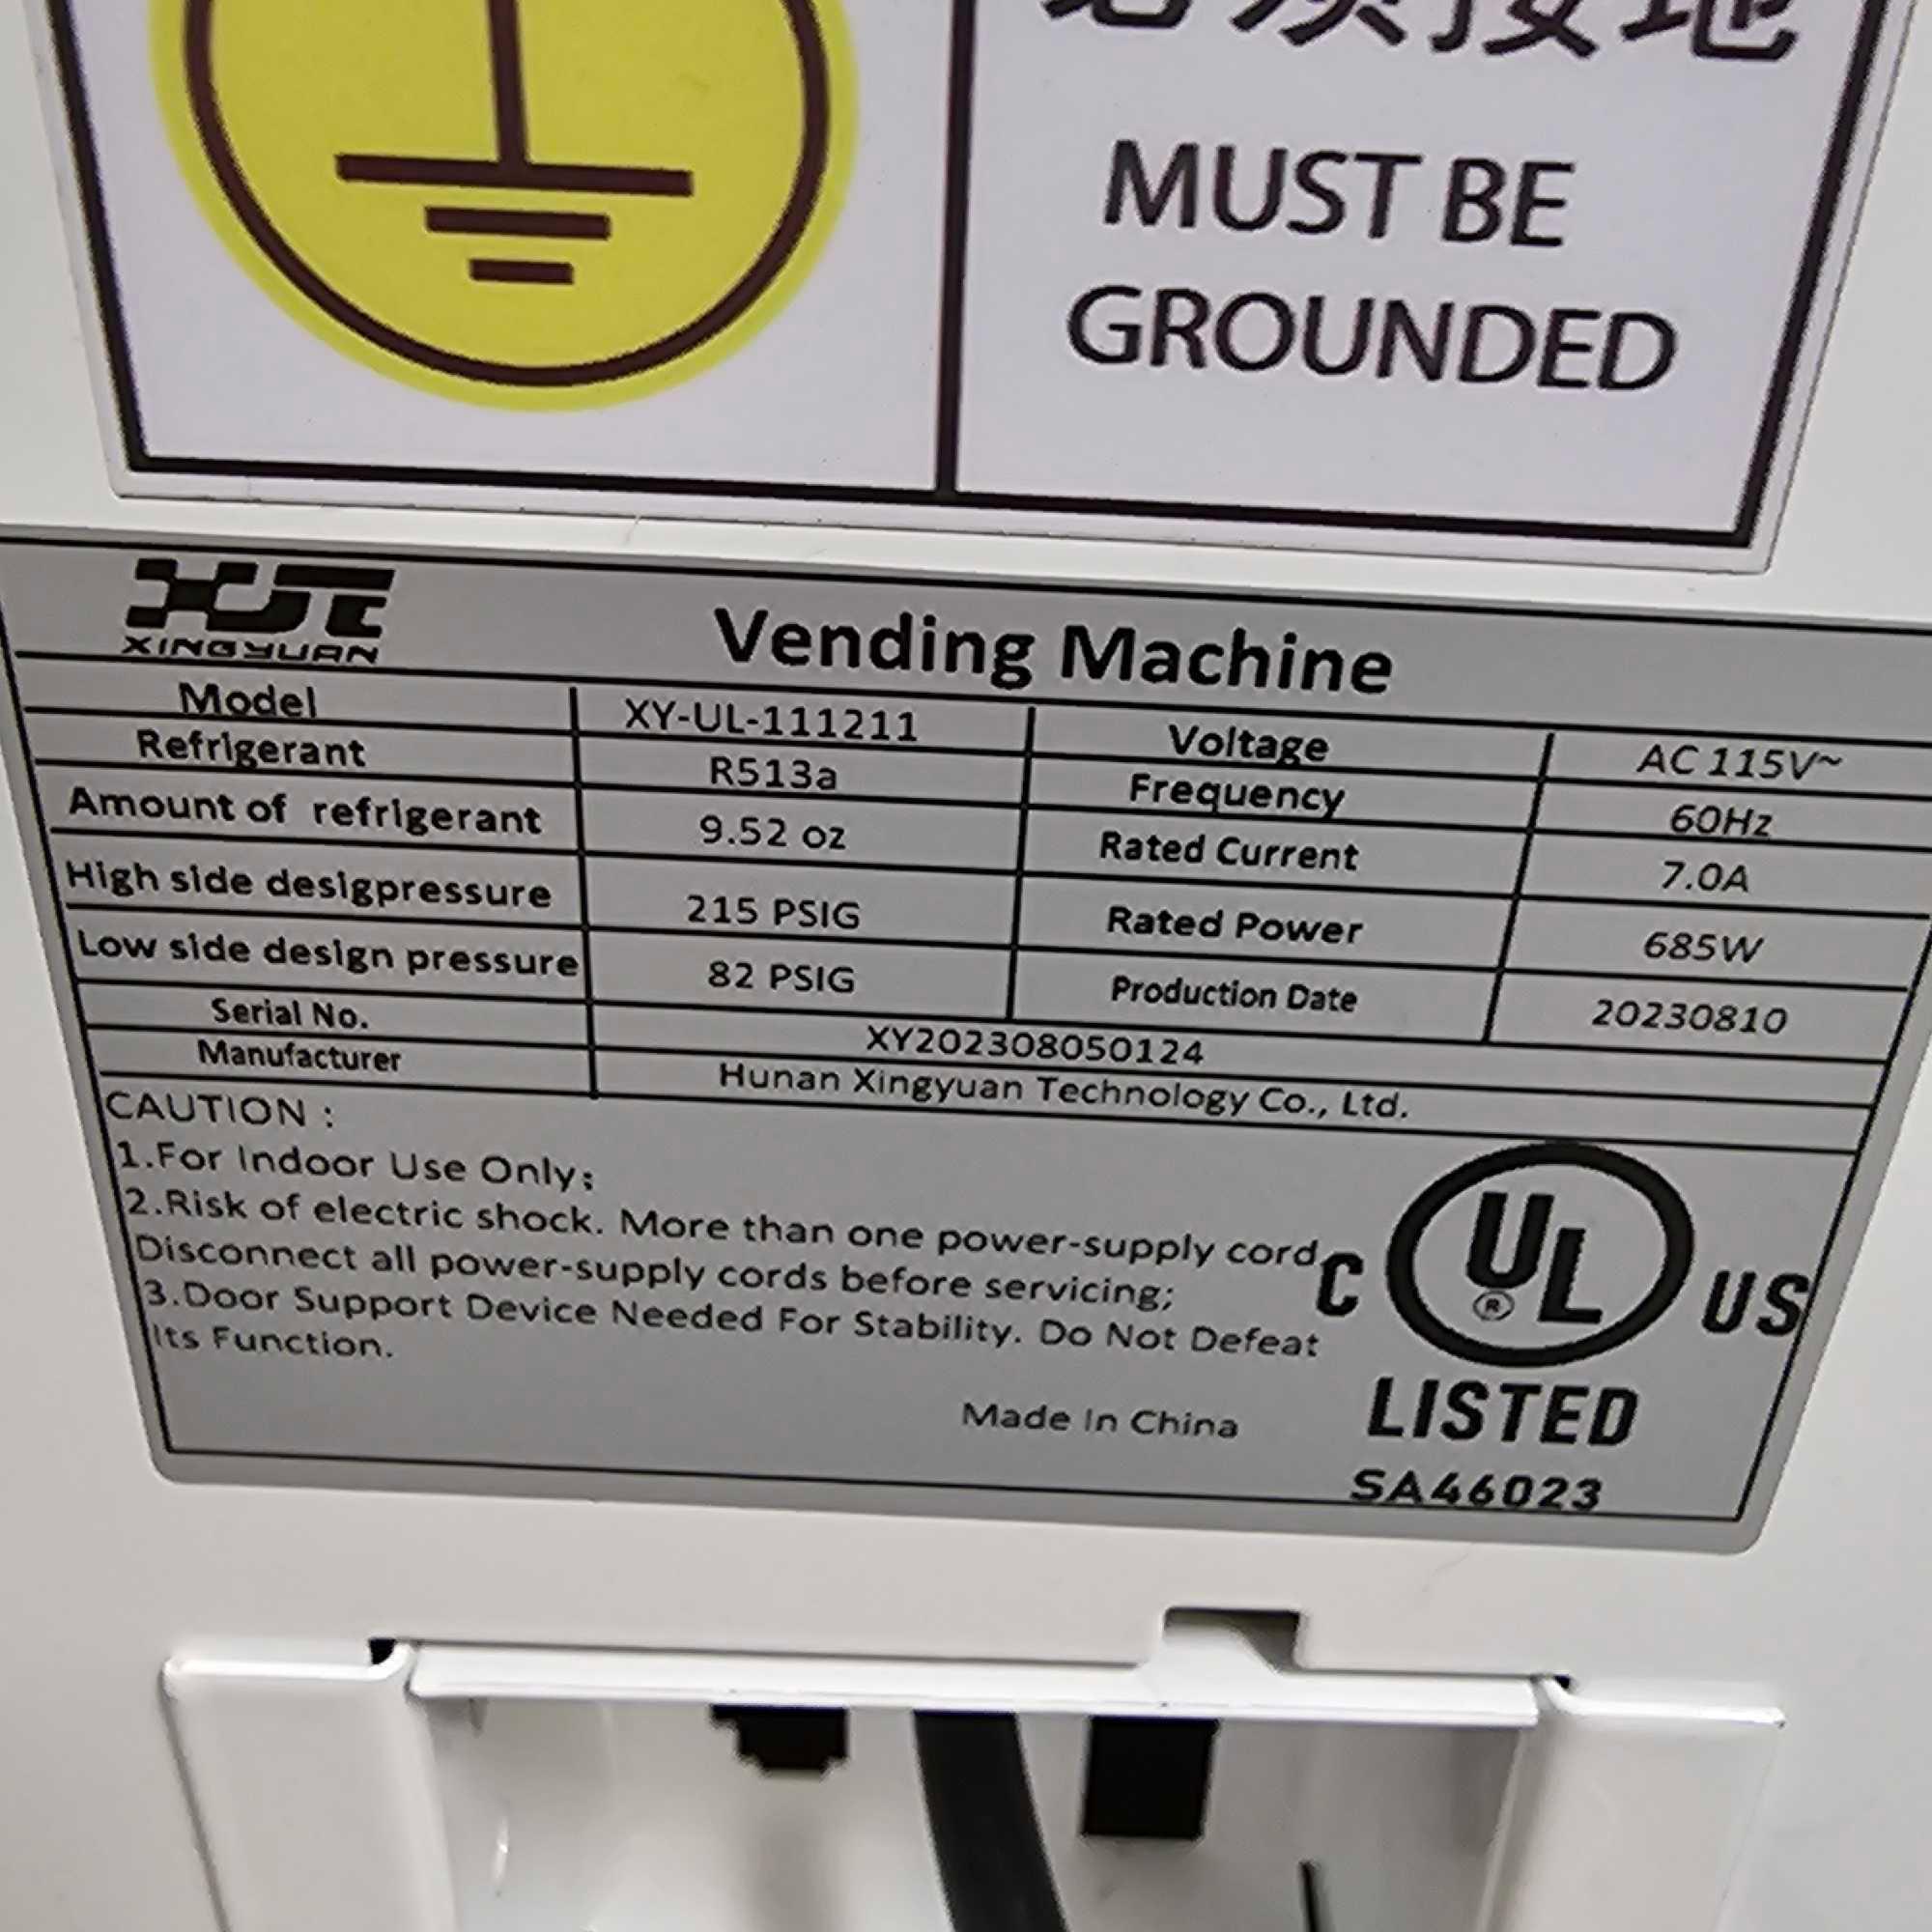 必须接地
MUST BE
GROUNDED
XINGYUAN
Vending Machine
Model XY-UL-111211 Voltage AC 115V~
Refrigerant R513a Frequency 60Hz
Amount of refrigerant 9.52 oz Rated Current 7.0A
High side desigpressure 215 PSIG Rated Power 685W
Low side design pressure 82 PSIG Production Date 20230810
Serial No. XY202308050124
Manufacturer Hunan Xingyuan Technology Co., Ltd.
CAUTION :
1.For Indoor Use Only;
2.Risk of electric shock. More than one power-supply cord.
Disconnect all power-supply cords before servicing;
3.Door Support Device Needed For Stability. Do Not Defeat
Its Function.
C UL ® US
LISTED
Made In China
SA46023